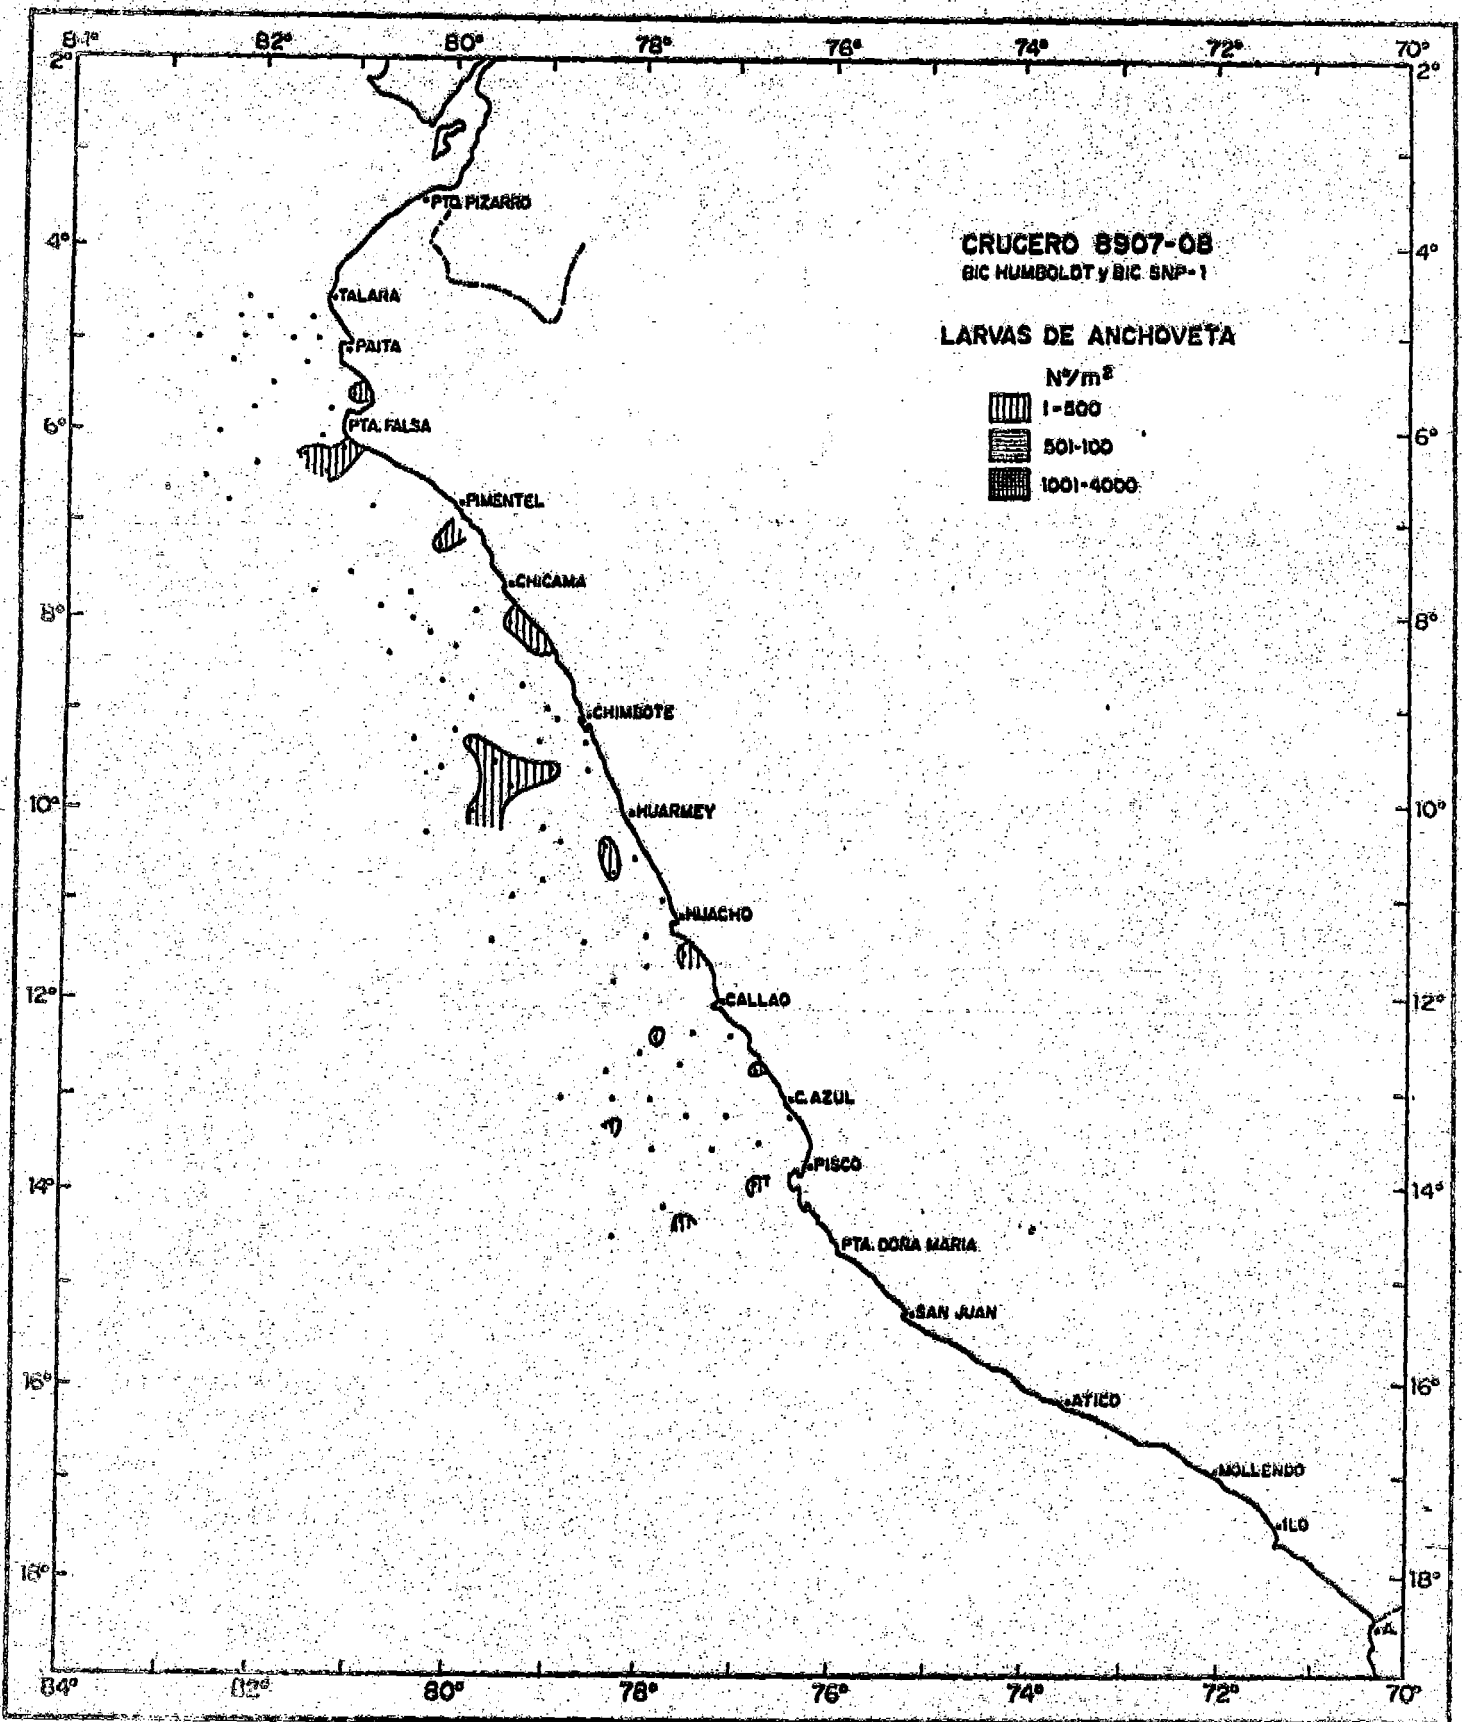 84° 82° 80° 78° 76° 74° 72° 70°
2° 2°
PTO. PIZARRO
4° 4°
CRUCERO 8907-08
BIC HUMBOLDT y BIC SNP-1
TALARA
LARVAS DE ANCHOVETA
PAITA
N°/m²
1-500
PTA. FALSA
6° 6°
501-100
1001-4000
PIMENTEL
CHICAMA
8° 8°
CHIMBOTE
10° 10°
HUARMEY
HUACHO
12° 12°
CALLAO
C. AZUL
PISCO
14° 14°
PTA. DOÑA MARIA
SAN JUAN
16° 16°
ATICO
MOLLENDO
ILO
18° 18°
A.
84° 82° 80° 78° 76° 74° 72° 70°